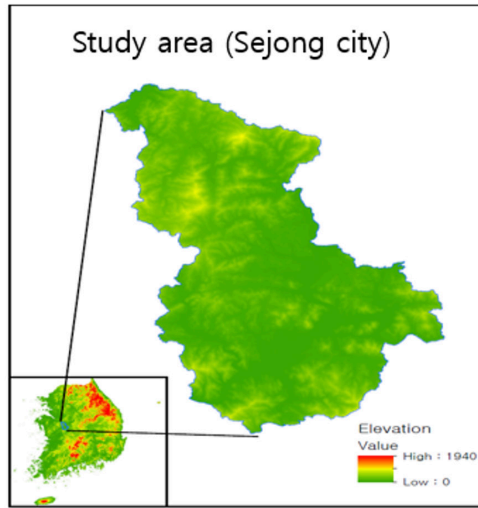 Study area (Sejong city)
Elevation
Value
High : 1940
Low : 0